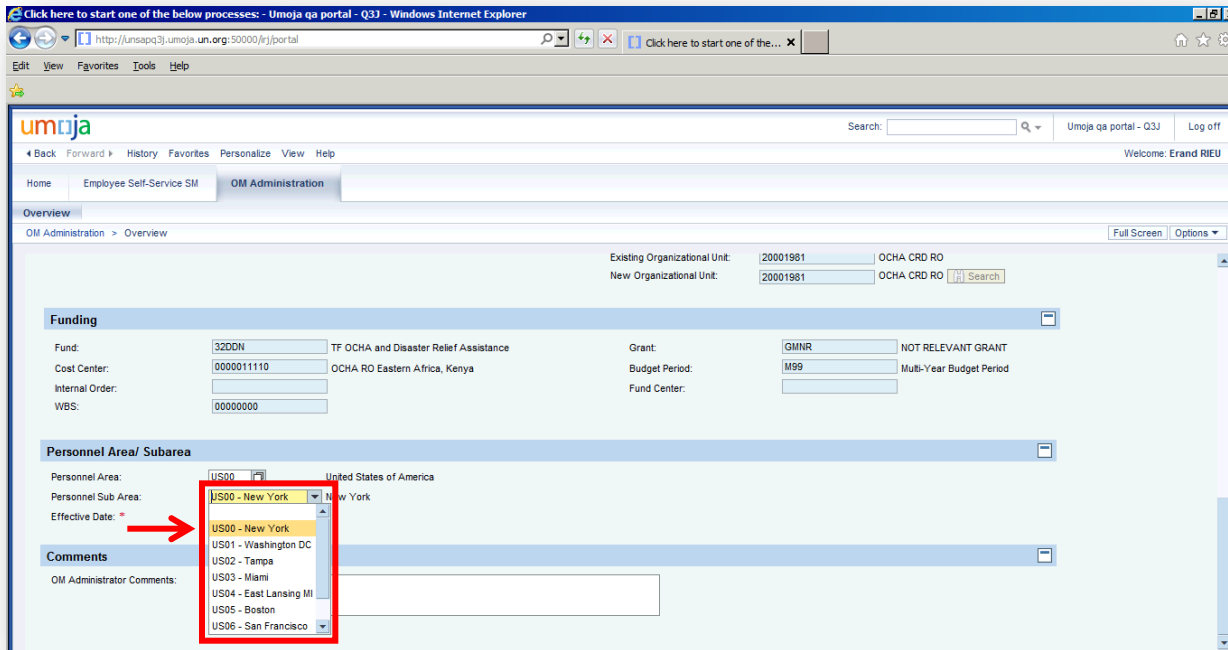 Click here to start one of the below processes: - Umoja qa portal - Q3J - Windows Internet Explorer
http://unsapq3j.umoja.un.org:50000/irj/portal
Click here to start one of the... X
Edit View Favorites Tools Help
umoja
Search:
Umoja qa portal - Q3J
Log off
Back Forward History Favorites Personalize View Help
Welcome: Erand RIEU
Home Employee Self-Service SM OM Administration
Overview
OM Administration > Overview
Full Screen Options
Existing Organizational Unit: 20001981 OCHA CRD RO
New Organizational Unit: 20001981 OCHA CRD RO Search
Funding
Fund: 32DDN TF OCHA and Disaster Relief Assistance Grant: GMNR NOT RELEVANT GRANT
Cost Center: 0000011110 OCHA RO Eastern Africa, Kenya Budget Period: M99 Multi-Year Budget Period
Internal Order: Fund Center:
WBS: 00000000
Personnel Area/ Subarea
Personnel Area: US00 United States of America
Personnel Sub Area: US00 - New York New York
Effective Date: *
US00 - New York
US01 - Washington DC
Comments
US02 - Tampa
OM Administrator Comments: US03 - Miami
US04 - East Lansing MI
US05 - Boston
US06 - San Francisco